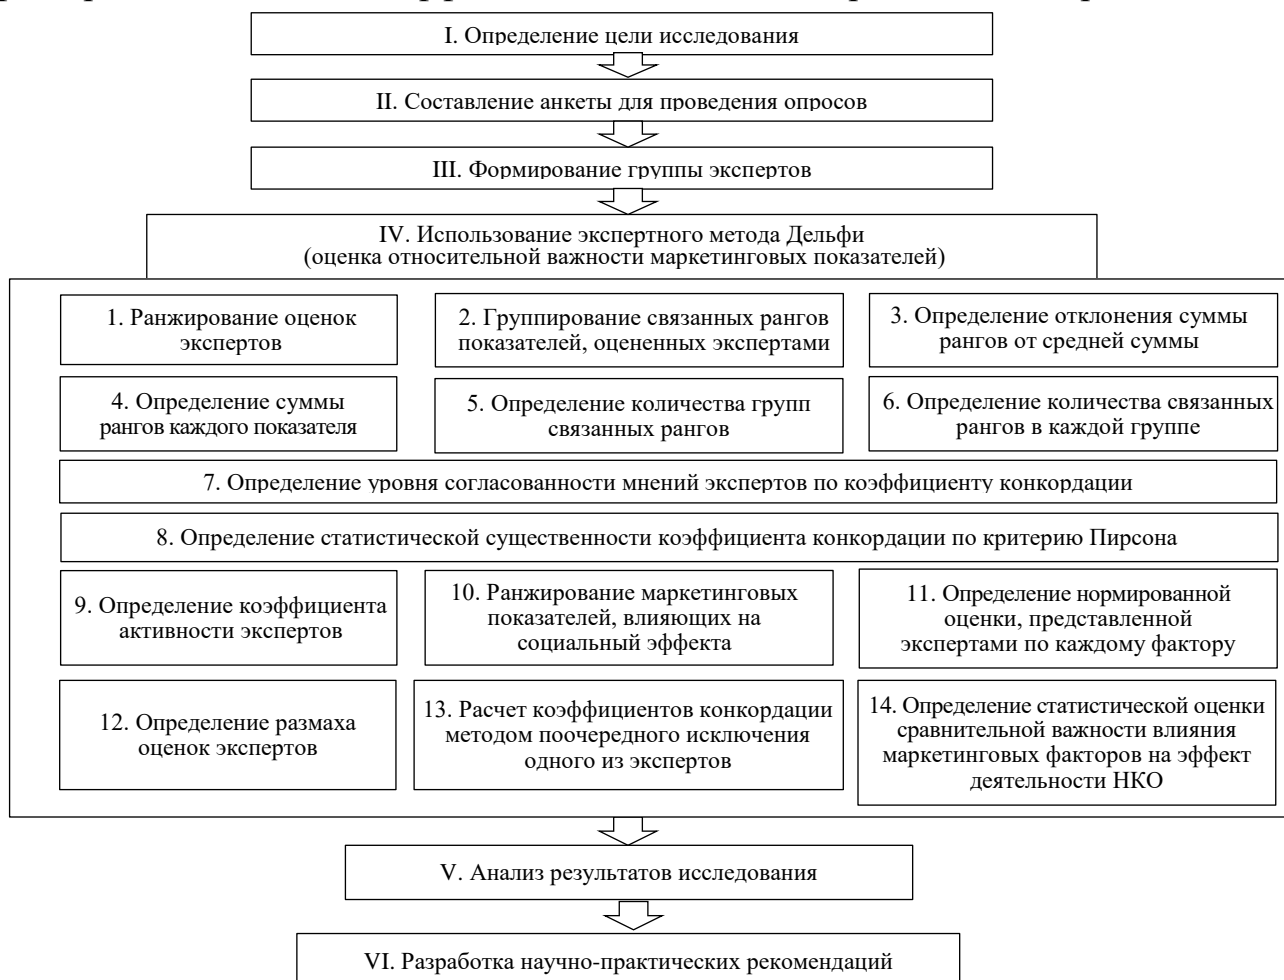 I. Определение цели исследования
II. Составление анкеты для проведения опросов
III. Формирование группы экспертов
IV. Использование экспертного метода Дельфи
(оценка относительной важности маркетинговых показателей)
1. Ранжирование оценок
экспертов
2. Группирование связанных рангов
показателей, оцененных экспертами
3. Определение отклонения суммы
рангов от средней суммы
4. Определение суммы
рангов каждого показателя
5. Определение количества групп
связанных рангов
6. Определение количества связанных
рангов в каждой группе
7. Определение уровня согласованности мнений экспертов по коэффициенту конкордации
8. Определение статистической существенности коэффициента конкордации по критерию Пирсона
9. Определение коэффициента
активности экспертов
10. Ранжирование маркетинговых
показателей, влияющих на
социальный эффекта
11. Определение нормированной
оценки, представленной
экспертами по каждому фактору
12. Определение размаха
оценок экспертов
13. Расчет коэффициентов конкордации
методом поочередного исключения
одного из экспертов
14. Определение статистической оценки
сравнительной важности влияния
маркетинговых факторов на эффект
деятельности НКО
V. Анализ результатов исследования
VI. Разработка научно-практических рекомендаций